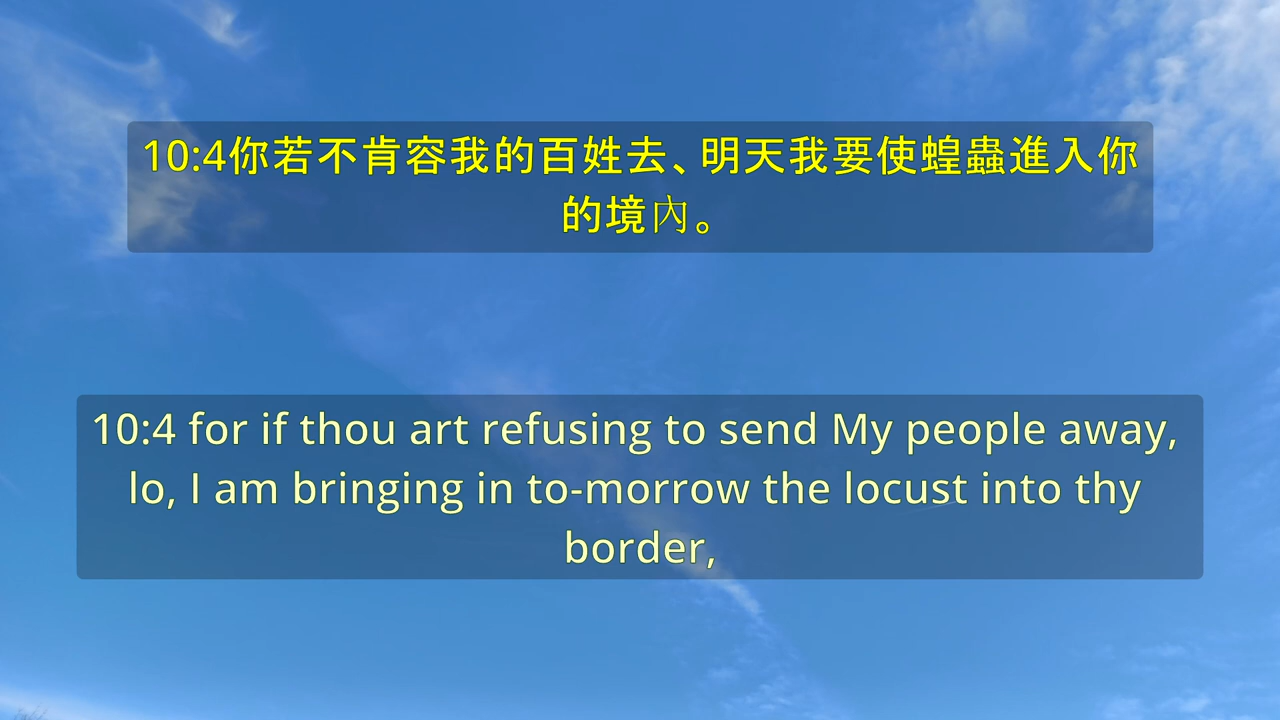 10:4你若不肯容我的百姓去、明天我要使蝗蟲進入你
的境內。
10:4 for if thou art refusing to send My people away,
lo, I am bringing in to-morrow the locust into thy
border,